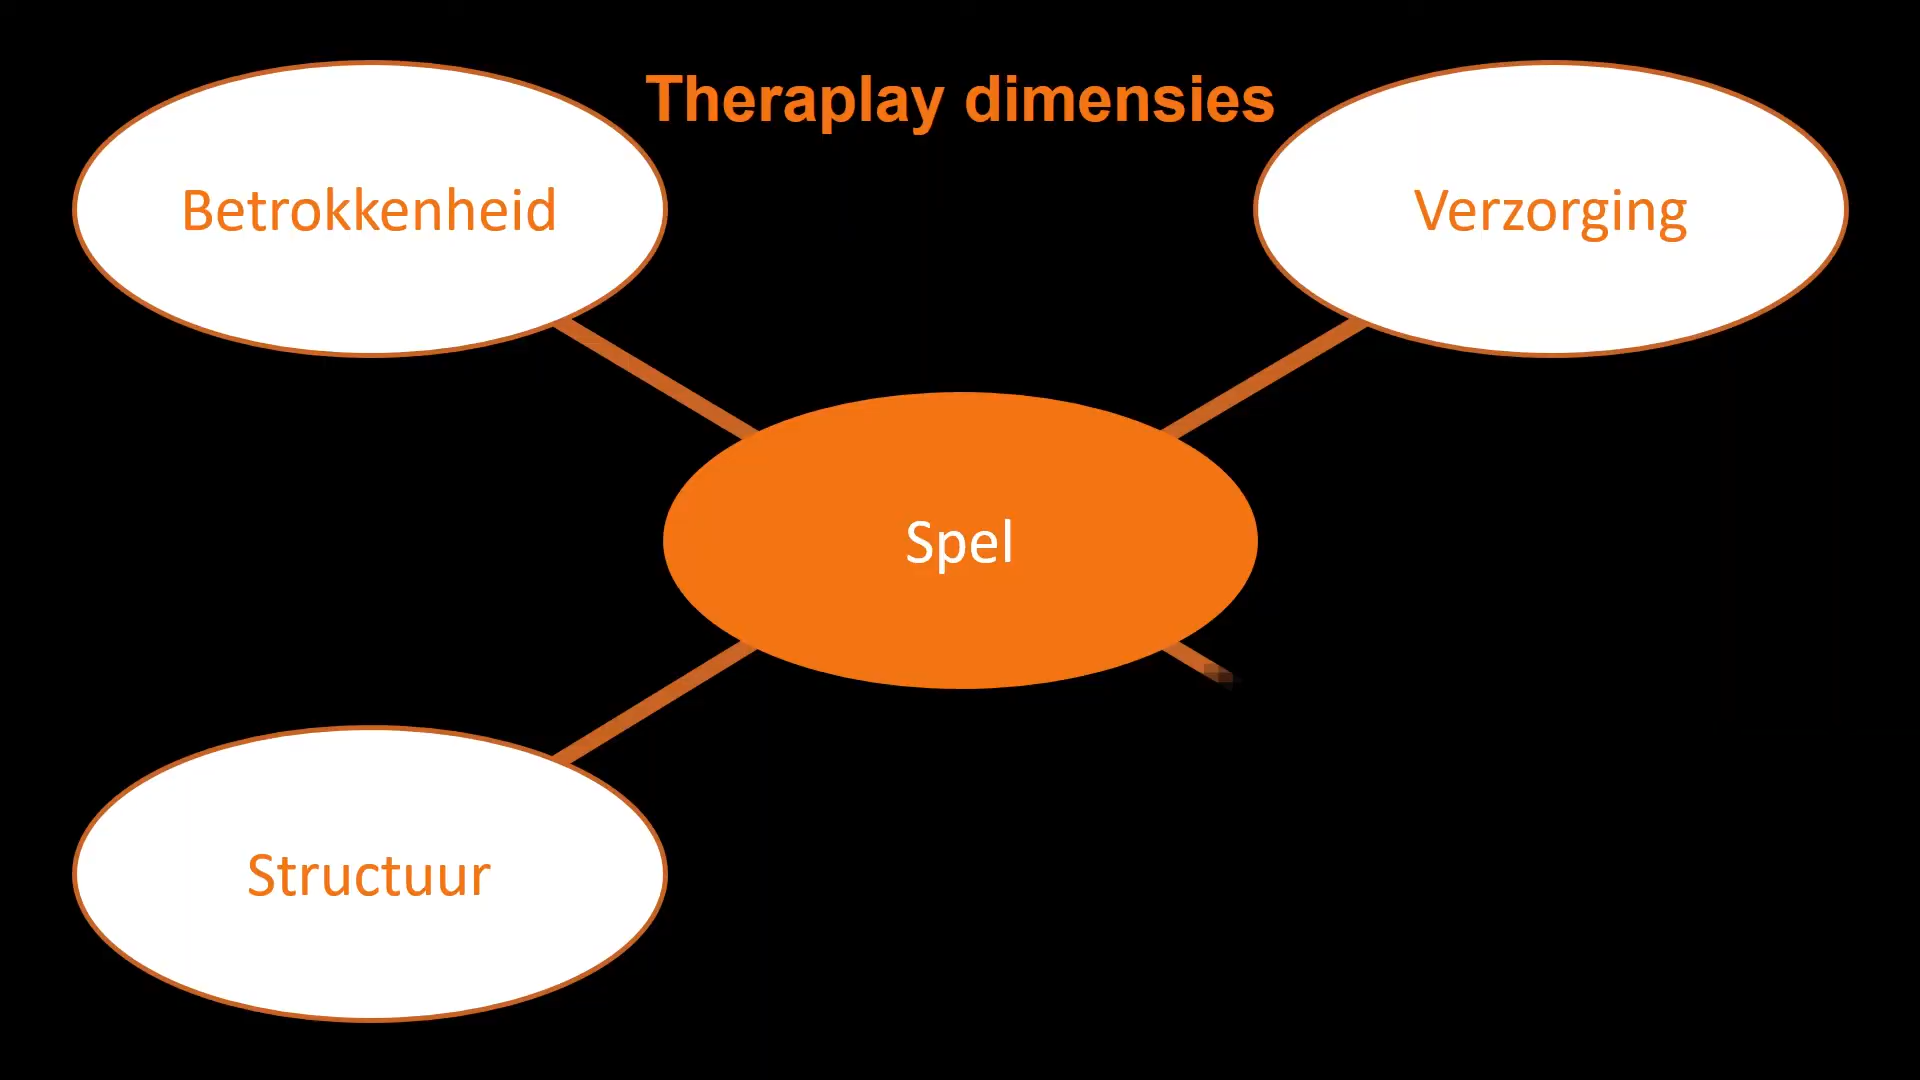 Theraplay dimensies
Betrokkenheid
Verzorging
Spel
Structuur